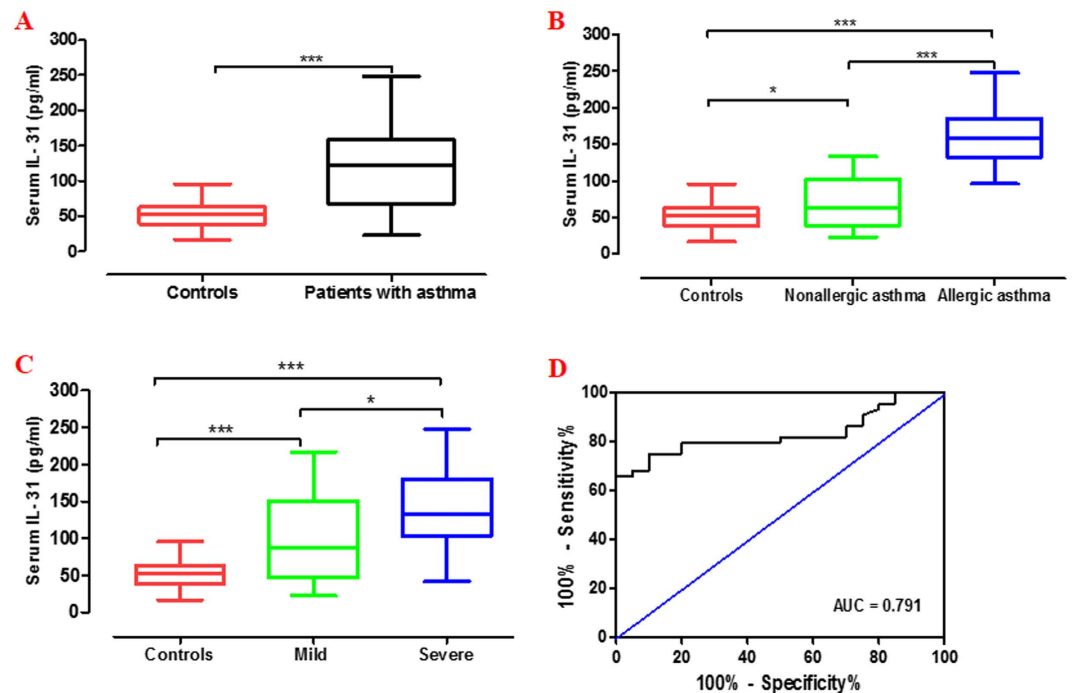 A
Serum IL- 31 (pg/ml)
300
250
200
150
100
50
0
***
Controls
Patients with asthma
B
Serum IL- 31 (pg/ml)
300
250
200
150
100
50
0
***
***
*
Controls
Nonallergic asthma
Allergic asthma
C
Serum IL- 31 (pg/ml)
300
250
200
150
100
50
0
***
*
***
Controls
Mild
Severe
D
100% - Sensitivity%
100
80
60
40
20
0
AUC = 0.791
0 20 40 60 80 100
100% - Specificity%